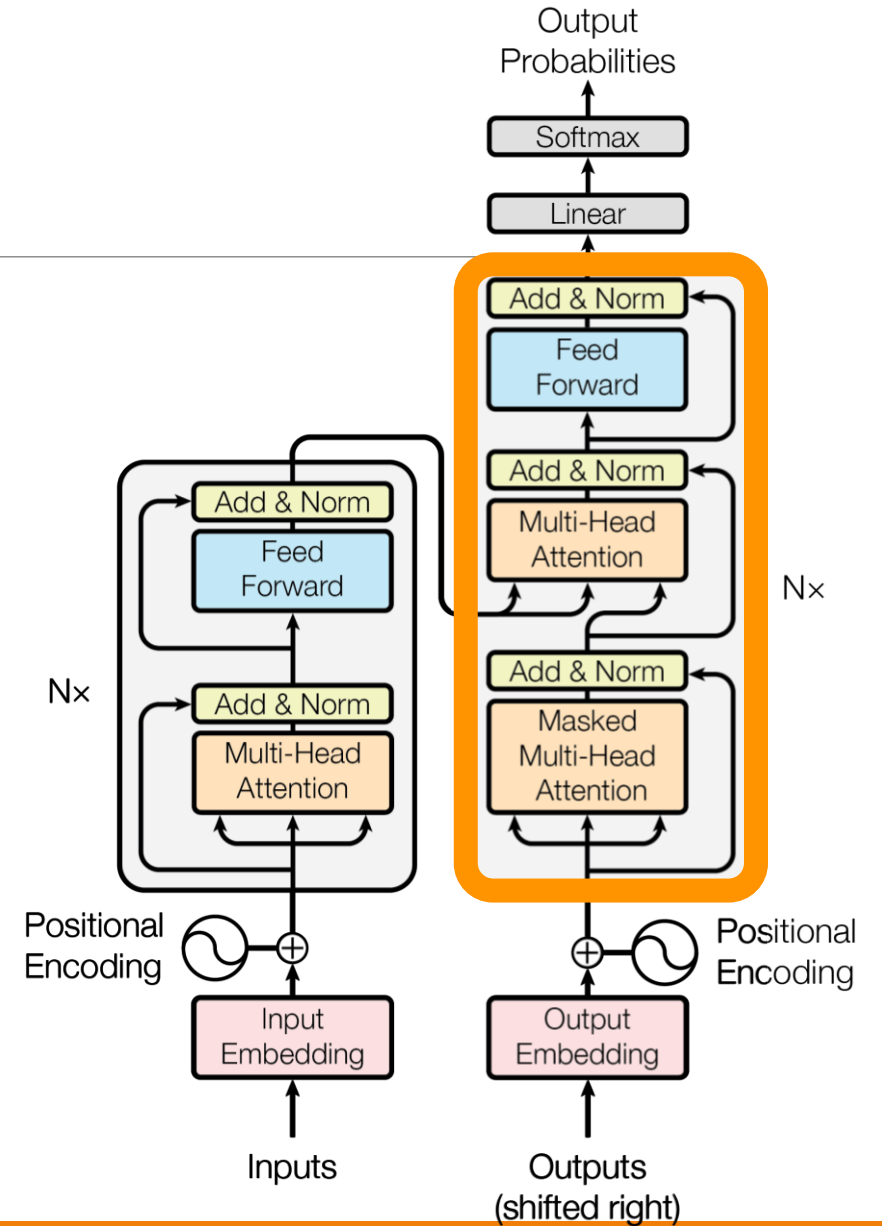 Output
Probabilities
Softmax
Linear
Add & Norm
Feed
Forward
Add & Norm
Multi-Head
Attention
Add & Norm
Masked
Multi-Head
Attention
Nx
Add & Norm
Feed
Forward
Add & Norm
Multi-Head
Attention
Nx
Positional
Encoding
Positional
Encoding
Input
Embedding
Output
Embedding
Inputs
Outputs
(shifted right)